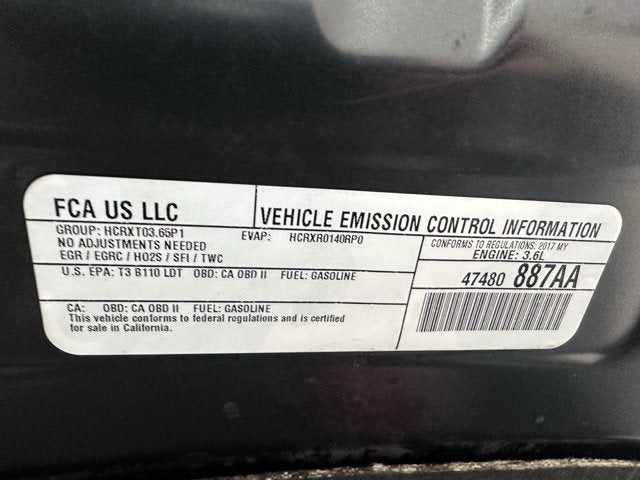 FCA US LLC
VEHICLE EMISSION CONTROL INFORMATION
GROUP: HCRXT03.65P1 EVAP: HCRXR0140RP0
NO ADJUSTMENTS NEEDED
EGR / EGRC / HO2S / SFI / TWC
CONFORMS TO REGULATIONS: 2017 MY
ENGINE: 3.6L
U.S. EPA: T3 B110 LDT OBD: CA OBD II FUEL: GASOLINE
47480 887AA
CA: OBD: CA OBD II FUEL: GASOLINE
This vehicle conforms to federal regulations and is certified
for sale in California.